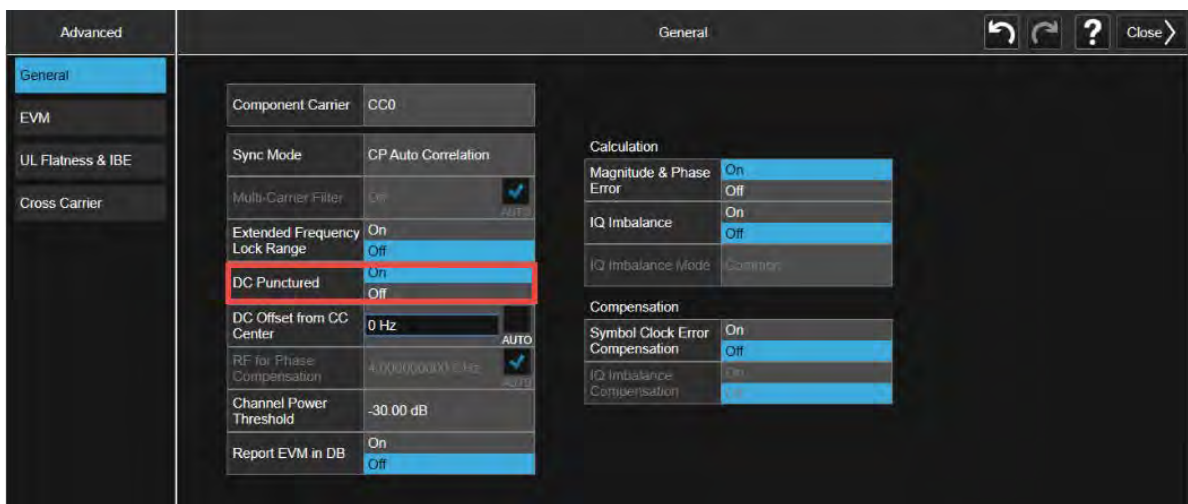 Advanced
General
?
Close
General
EVM
UL Flatness & IBE
Cross Carrier
Component Carrier CC0
Sync Mode CP Auto Correlation
Multi-Carrier Filter Off
AUTO
Extended Frequency
Lock Range
On
Off
DC Punctured
On
Off
DC Offset from CC
Center
0 Hz
AUTO
RF for Phase
Compensation
AUTO
Channel Power
Threshold
-30.00 dB
Report EVM in DB
On
Off
Calculation
Magnitude & Phase
Error
On
Off
IQ Imbalance
On
Off
IQ Imbalance Mode Common
Compensation
Symbol Clock Error
Compensation
On
Off
IQ Imbalance
Compensation
On